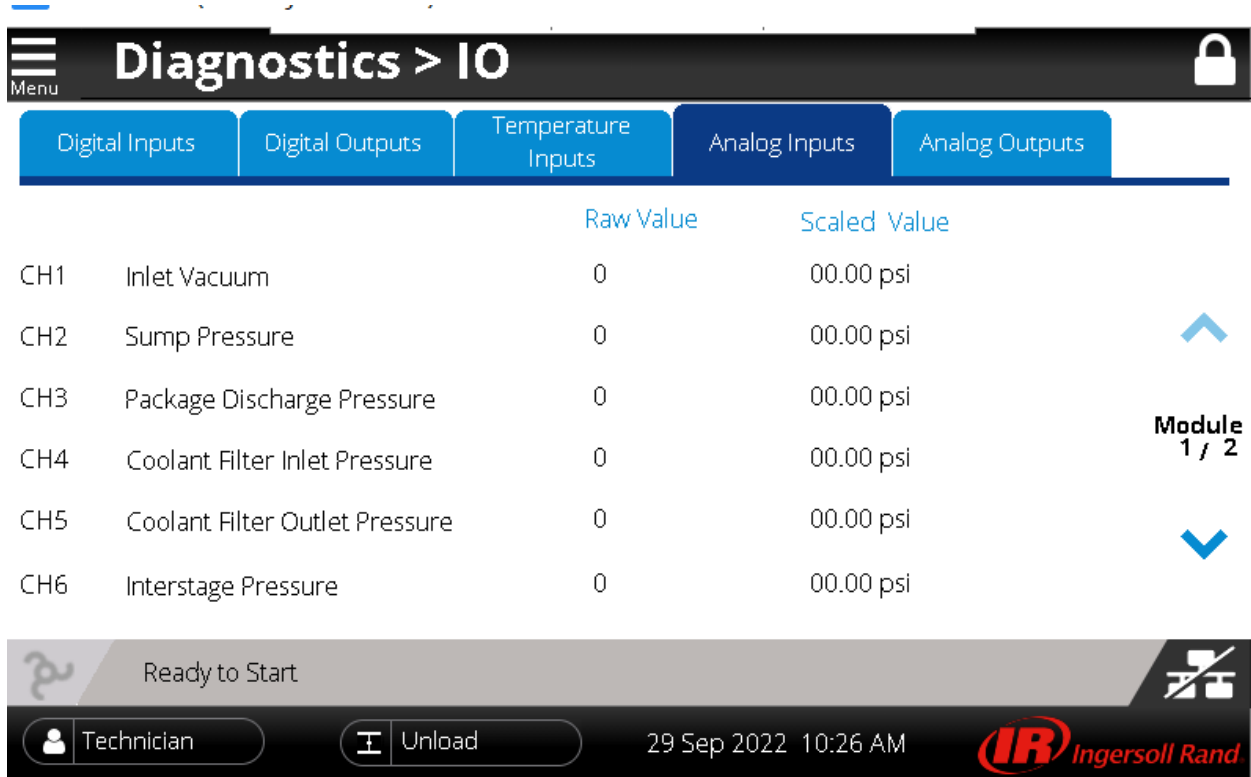 Diagnostics > IO
Menu
Digital Inputs Digital Outputs Temperature Inputs Analog Inputs Analog Outputs
Raw Value Scaled Value
CH1 Inlet Vacuum 0 00.00 psi
CH2 Sump Pressure 0 00.00 psi
CH3 Package Discharge Pressure 0 00.00 psi
CH4 Coolant Filter Inlet Pressure 0 00.00 psi
CH5 Coolant Filter Outlet Pressure 0 00.00 psi
CH6 Interstage Pressure 0 00.00 psi
Module
1 / 2
Ready to Start
Technician Unload 29 Sep 2022 10:26 AM IR Ingersoll Rand